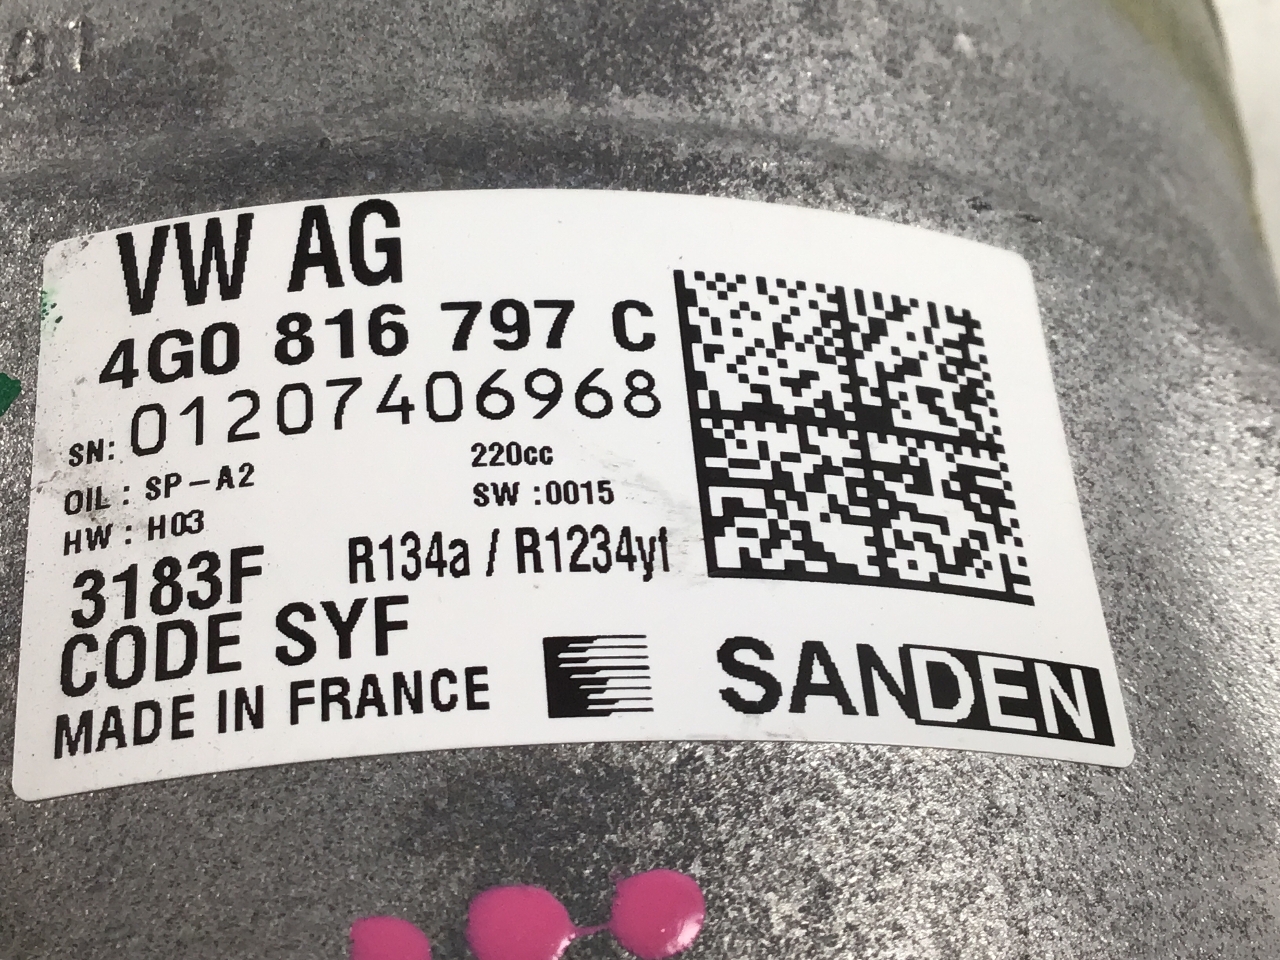 01
VW AG
4G0 816 797 C
SN: 01207406968
OIL : SP-A2 220cc
HW : H03 SW :0015
3183F R134a / R1234yf
CODE SYF
MADE IN FRANCE SANDEN